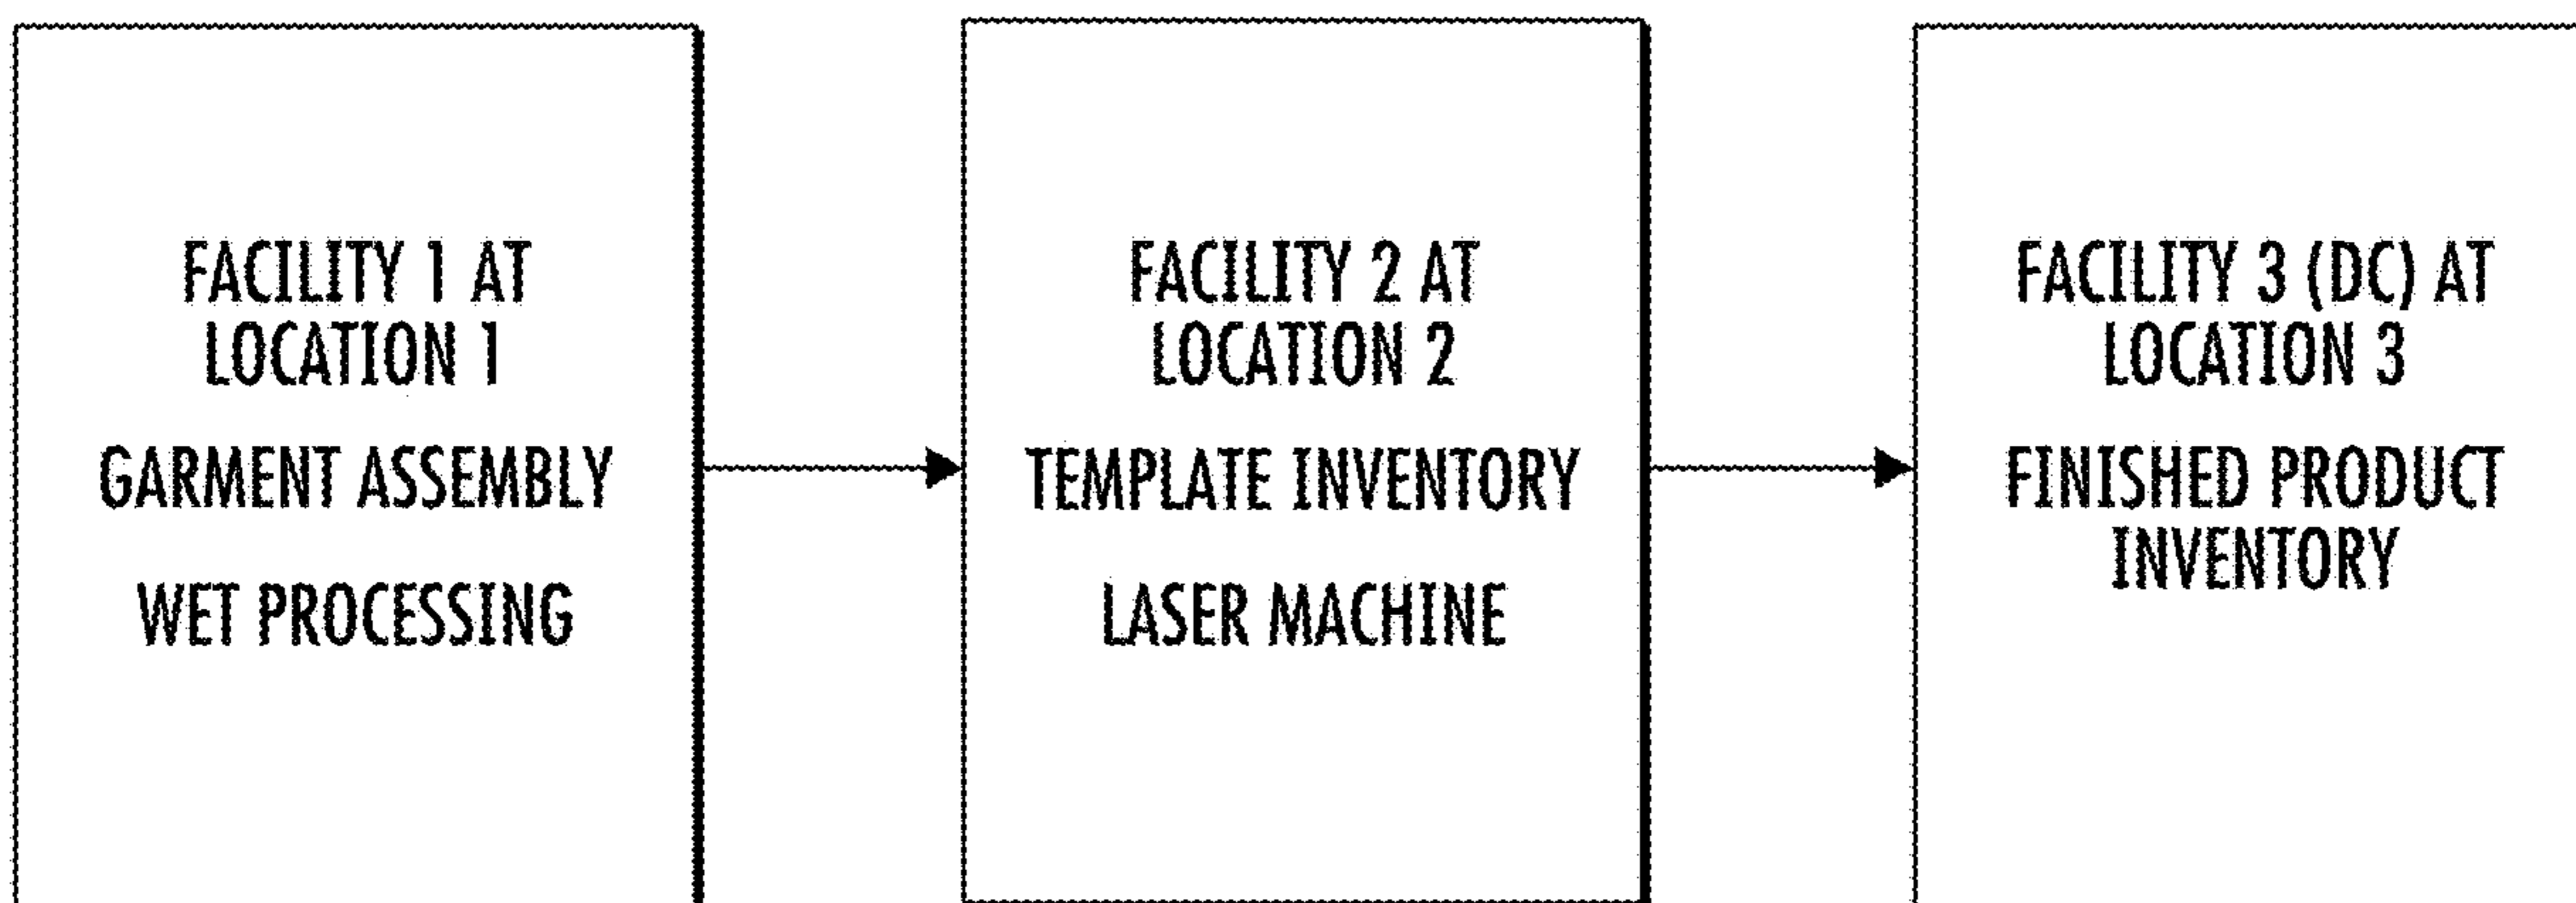 FACILITY 1 AT
LOCATION 1
GARMENT ASSEMBLY
WET PROCESSING
FACILITY 2 AT
LOCATION 2
TEMPLATE INVENTORY
LASER MACHINE
FACILITY 3 (DC) AT
LOCATION 3
FINISHED PRODUCT
INVENTORY